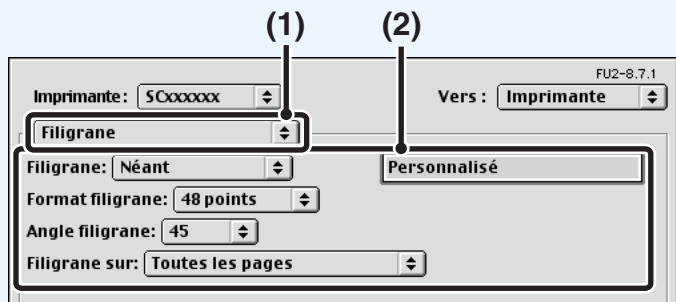 (1) (2)
FU2-8.7.1
Imprimante: SCxxxxxx Vers : Imprimante
Filigrane
Filigrane: Néant Personnalisé
Format filigrane: 48 points
Angle filigrane: 45
Filigrane sur: Toutes les pages